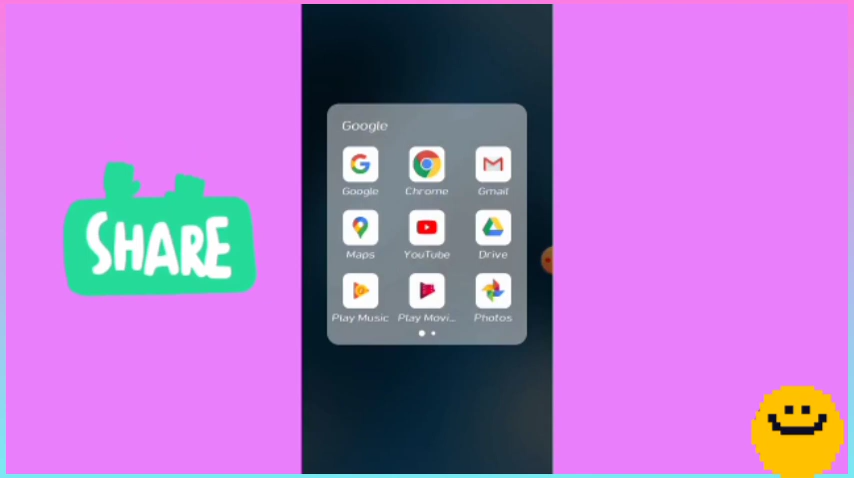 SHARE
Google
Google Chrome Gmail
Maps YouTube Drive
Play Music Play Movi... Photos